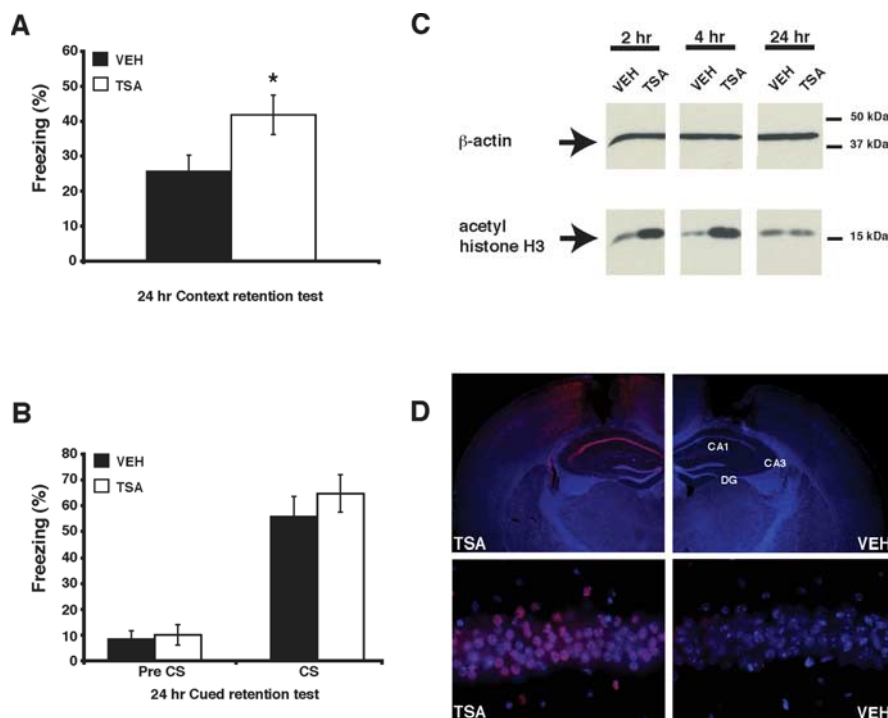 A
60
50
40
30
20
10
0
Freezing (%)
VEH
TSA
*
24 hr Context retention test
B
80
70
60
50
40
30
20
10
0
Freezing (%)
VEH
TSA
Pre CS
CS
24 hr Cued retention test
C
2 hr 4 hr 24 hr
VEH TSA VEH TSA VEH TSA
β-actin
50 kDa
37 kDa
acetyl
histone H3
15 kDa
D
CA1
CA3
DG
TSA
VEH
TSA
VEH